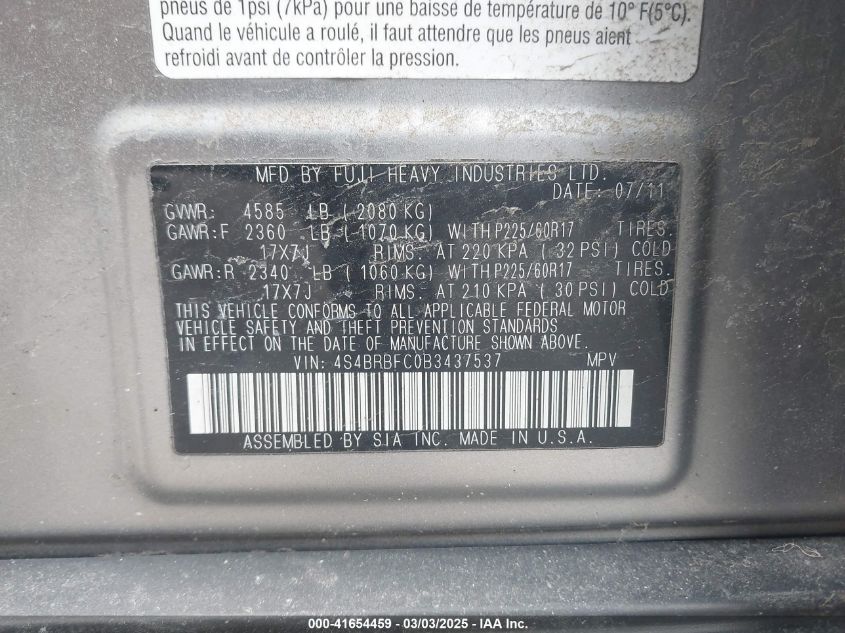 pneus de 1psi (7kPa) pour une baisse de température de 10° F(5°C).
Quand le véhicule a roulé, il faut attendre que les pneus aient
refroidi avant de contrôler la pression.
MFD BY FUJI HEAVY INDUSTRIES LTD.
DATE: 07/11
GVWR: 4585 LB ( 2080 KG)
GAWR:F 2360 LB ( 1070 KG) WITH P225/60R17 TIRES.
17X7J RIMS. AT 220 KPA ( 32 PSI) COLD
GAWR:R 2340 LB ( 1060 KG) WITH P225/60R17 TIRES.
17X7J RIMS. AT 210 KPA ( 30 PSI) COLD
THIS VEHICLE CONFORMS TO ALL APPLICABLE FEDERAL MOTOR
VEHICLE SAFETY AND THEFT PREVENTION STANDARDS
IN EFFECT ON THE DATE OF MANUFACTURE SHOWN ABOVE.
VIN: 4S4BRBFC0B3437537 MPV
ASSEMBLED BY SIA INC. MADE IN U.S.A.
000-41654459 - 03/03/2025 - IAA Inc.